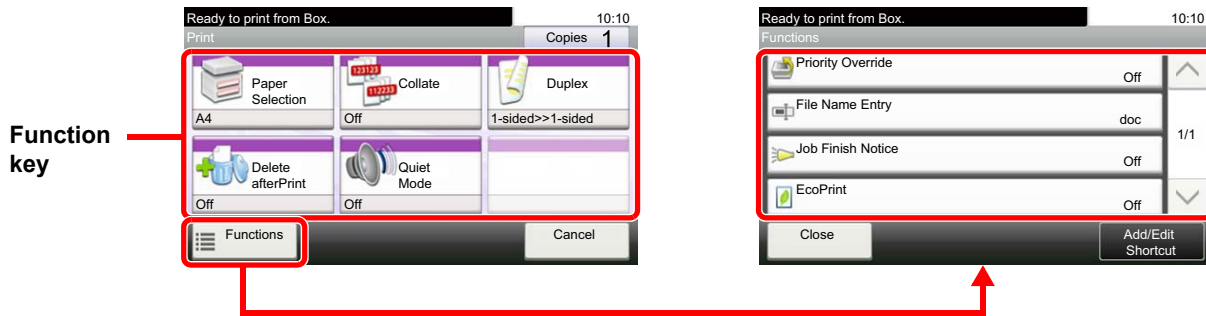 Ready to print from Box.
10:10
Print
Copies 1
123123
112233
Paper
Selection
A4
Collate
Off
Duplex
1-sided>>1-sided
Function
key
Delete
afterPrint
Off
Quiet
Mode
Off
Functions
Cancel
Ready to print from Box.
10:10
Functions
Priority Override
Off
File Name Entry
doc
1/1
Job Finish Notice
Off
EcoPrint
Off
Close
Add/Edit
Shortcut